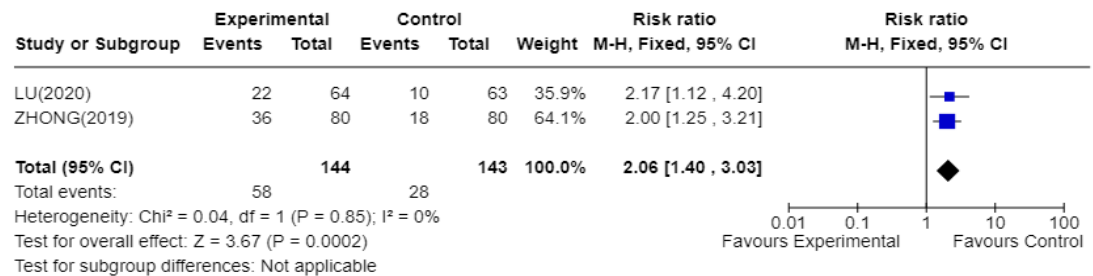 Experimental Control Risk ratio Risk ratio
Study or Subgroup Events Total Events Total Weight M-H, Fixed, 95% CI M-H, Fixed, 95% CI
LU(2020) 22 64 10 63 35.9% 2.17 [1.12 , 4.20]
ZHONG(2019) 36 80 18 80 64.1% 2.00 [1.25 , 3.21]
Total (95% CI) 144 143 100.0% 2.06 [1.40 , 3.03]
Total events: 58 28
Heterogeneity: Chi² = 0.04, df = 1 (P = 0.85); I² = 0%
0.01 0.1 1 10 100
Test for overall effect: Z = 3.67 (P = 0.0002)
Favours Experimental Favours Control
Test for subgroup differences: Not applicable